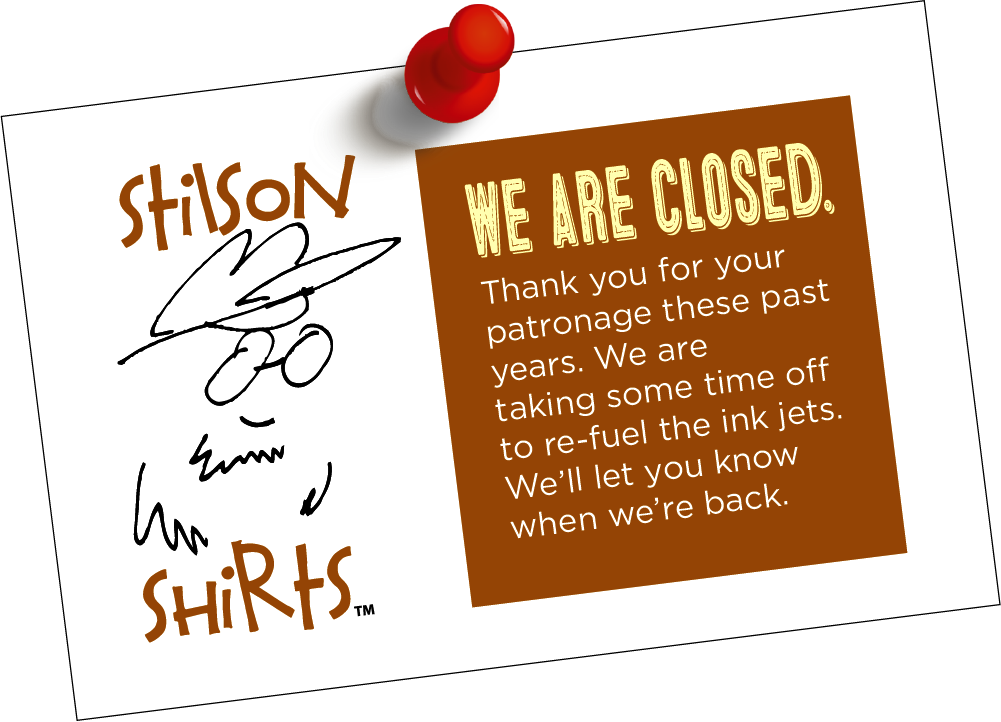 Stilson
Shirts™
WE ARE CLOSED.
Thank you for your
patronage these past
years. We are
taking some time off
to re-fuel the ink jets.
We’ll let you know
when we’re back.